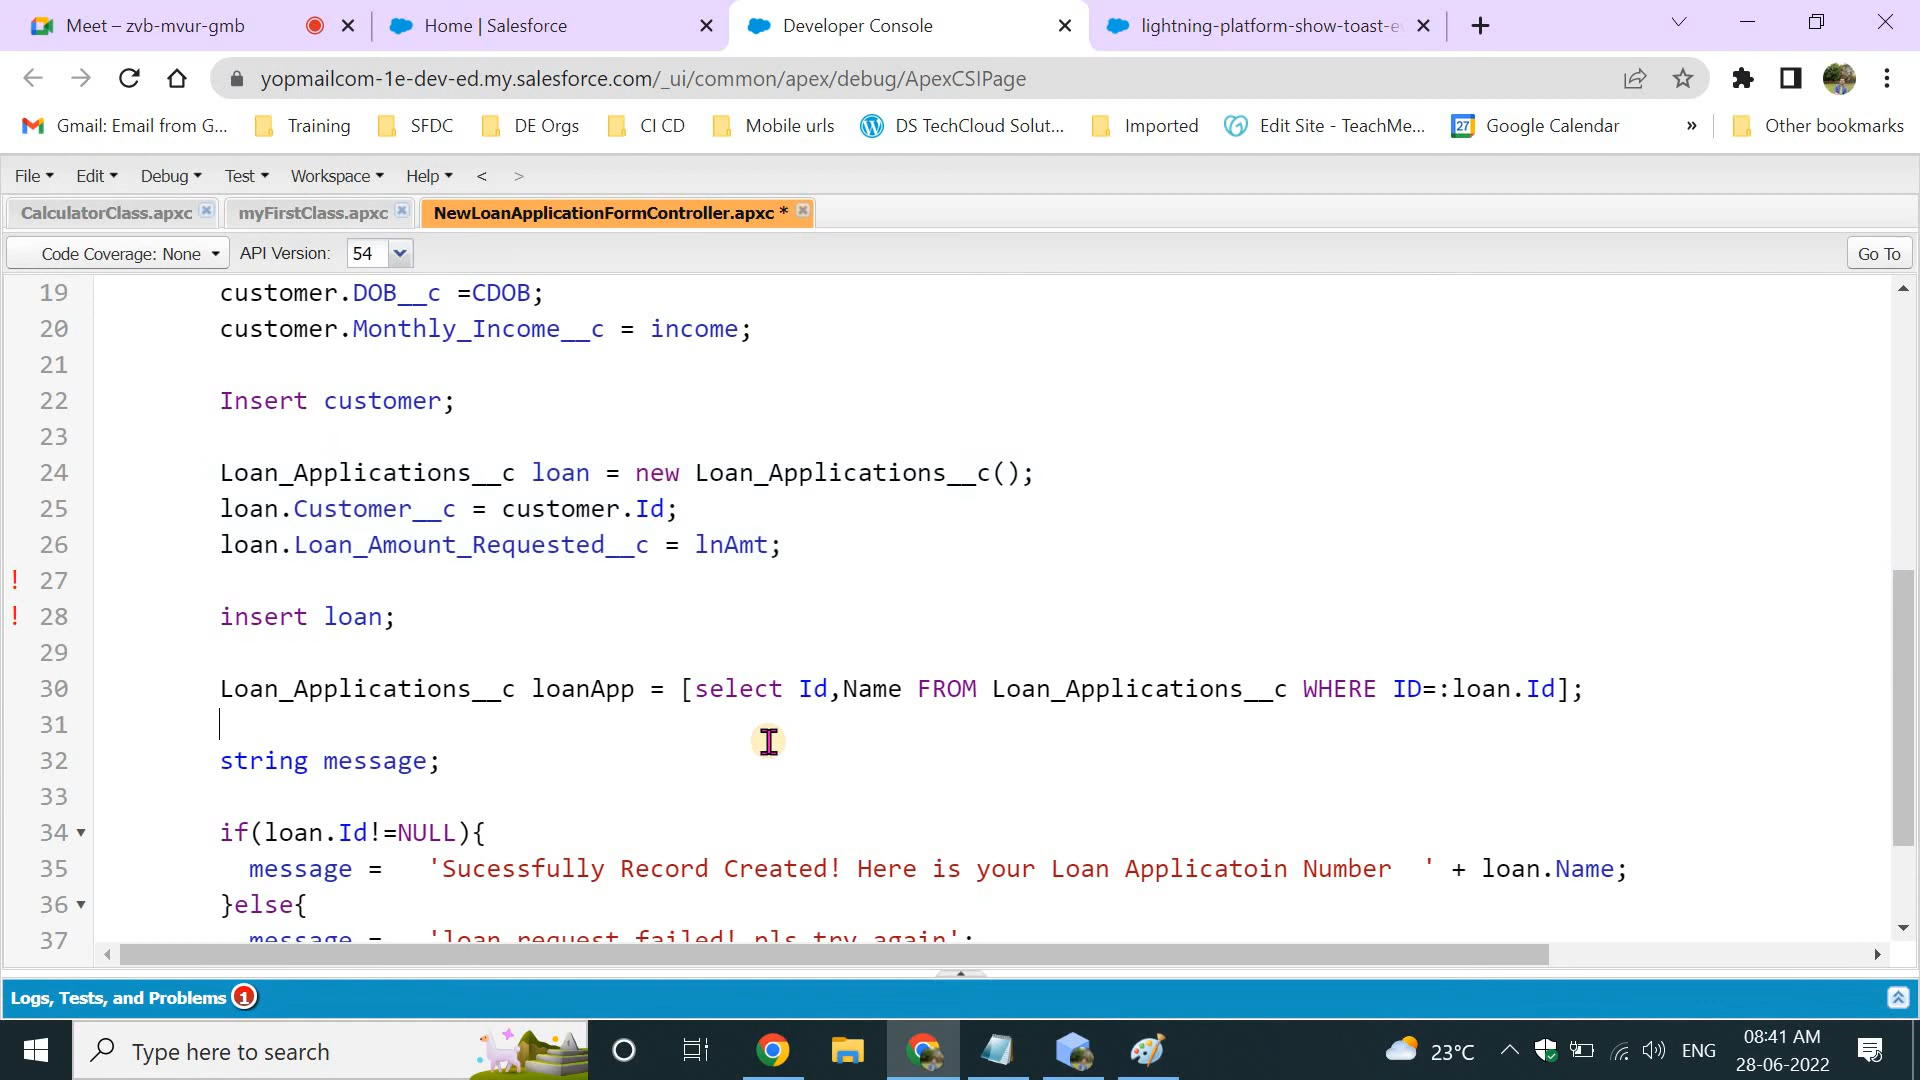 Meet – zvb-mvur-gmb
Home | Salesforce
Developer Console
lightning-platform-show-toast-e
yopmailcom-1e-dev-ed.my.salesforce.com/_ui/common/apex/debug/ApexCSIPage
Gmail: Email from G...
Training
SFDC
DE Orgs
CI CD
Mobile urls
DS TechCloud Solut...
Imported
Edit Site - TeachMe...
27
Google Calendar
»
Other bookmarks
File
Edit
Debug
Test
Workspace
Help
<
>
CalculatorClass.apxc
myFirstClass.apxc
NewLoanApplicationFormController.apxc *
Code Coverage: None
API Version:
54
Go To
19 customer.DOB__c =CDOB;
20 customer.Monthly_Income__c = income;
21
22 Insert customer;
23
24 Loan_Applications__c loan = new Loan_Applications__c();
25 loan.Customer__c = customer.Id;
26 loan.Loan_Amount_Requested__c = lnAmt;
! 27
! 28 insert loan;
29
30 Loan_Applications__c loanApp = [select Id,Name FROM Loan_Applications__c WHERE ID=:loan.Id];
31
32 string message;
33
34 if(loan.Id!=NULL){
35 message =   'Sucessfully Record Created! Here is your Loan Applicatoin Number  ' + loan.Name;
36 }else{
37 message =   'loan request failed! pls try again';
Logs, Tests, and Problems 1
Type here to search
23°C
ENG
08:41 AM
28-06-2022